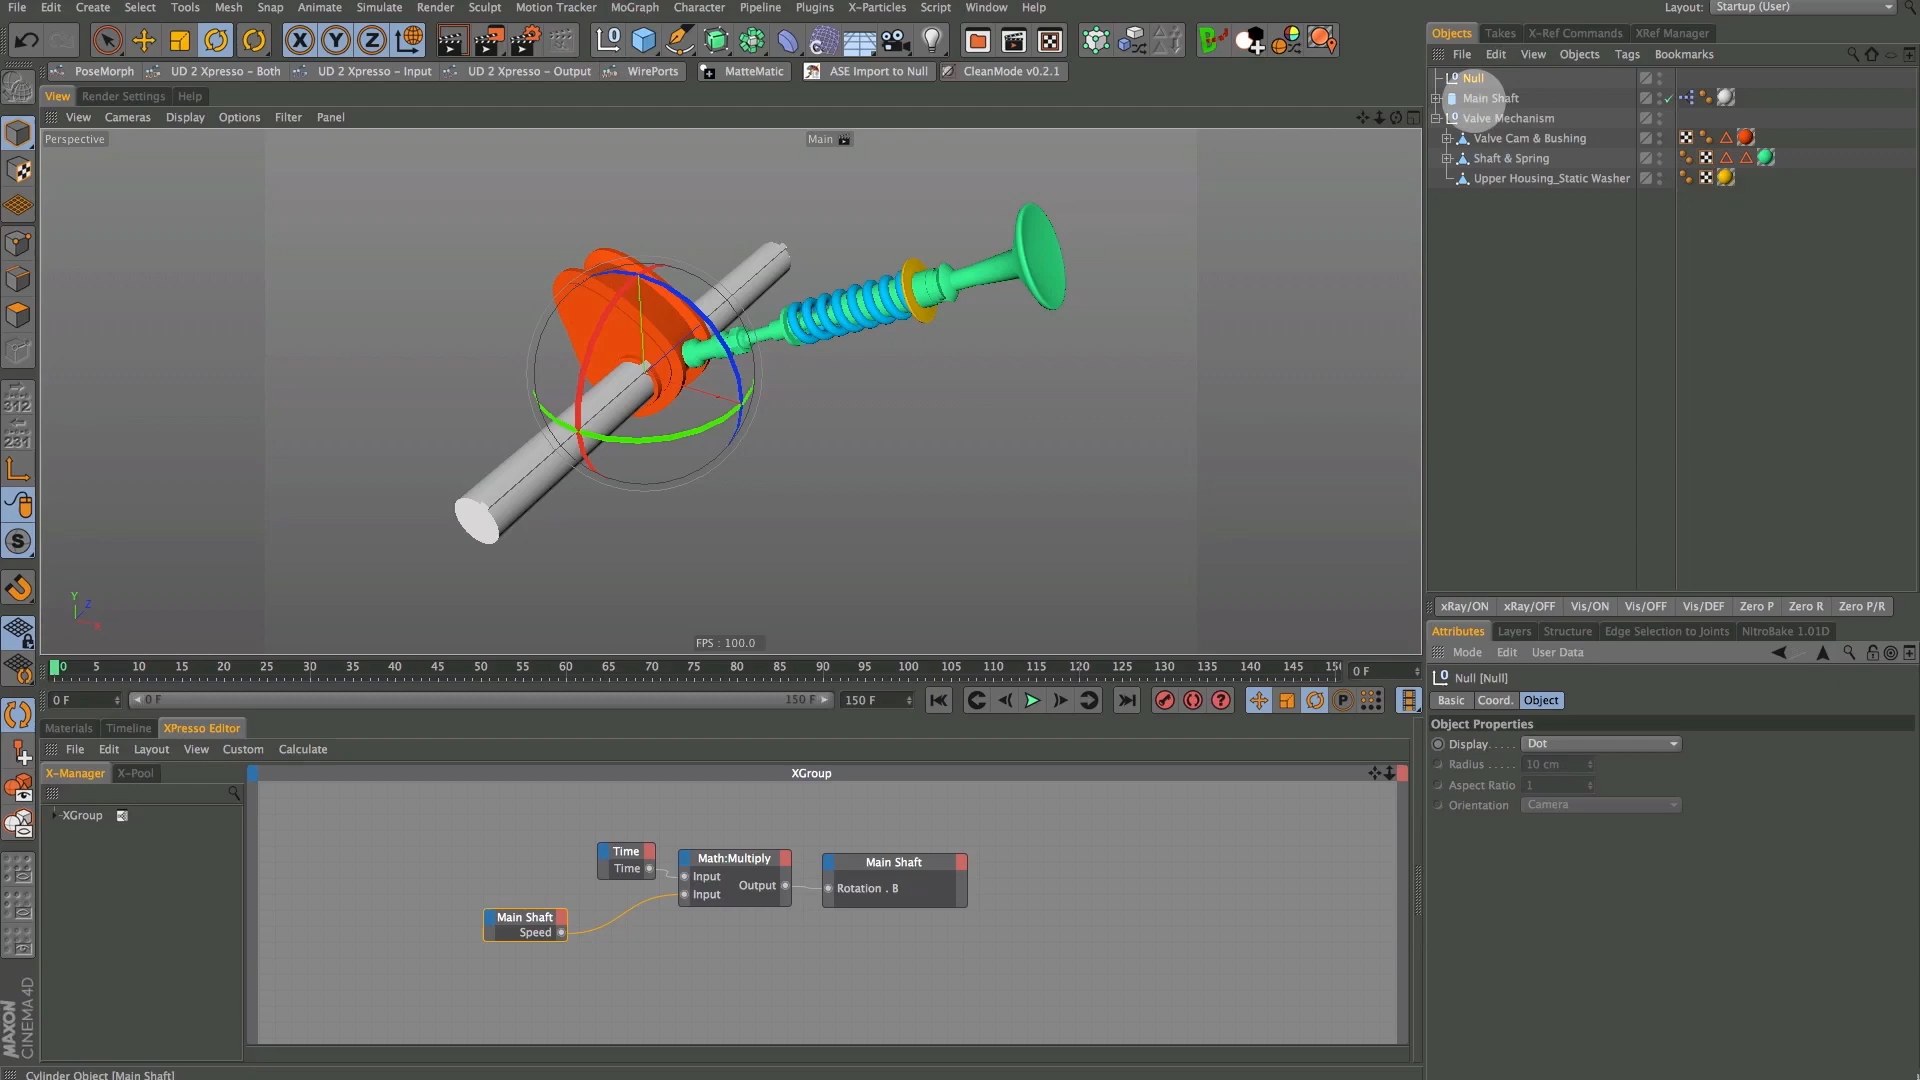 File Edit Create Select Tools Mesh Snap Animate Simulate Render Sculpt Motion Tracker MoGraph Character Pipeline Plugins X-Particles Script Window Help Layout: Startup (User)
X Y Z
PoseMorph UD 2 Xpresso - Both UD 2 Xpresso - Input UD 2 Xpresso - Output WirePorts MatteMatic ASE Import to Null CleanMode v0.2.1
View Render Settings Help
View Cameras Display Options Filter Panel
Perspective
Main
Objects Takes X-Ref Commands XRef Manager
File Edit View Objects Tags Bookmarks
Null
Main Shaft
Valve Mechanism
Valve Cam & Bushing
Shaft & Spring
Upper Housing_Static Washer
312
231
S
Y
Z
X
FPS : 100.0
xRay/ON xRay/OFF Vis/ON Vis/OFF Vis/DEF Zero P Zero R Zero P/R
Attributes Layers Structure Edge Selection to Joints NitroBake 1.01D
Mode Edit User Data
Null [Null]
Basic Coord. Object
Object Properties
Display..... Dot
Radius ..... 10 cm
Aspect Ratio 1
Orientation Camera
0 5 10 15 20 25 30 35 40 45 50 55 60 65 70 75 80 85 90 95 100 105 110 115 120 125 130 135 140 145 0 F
0 F 0 F 150 F 150 F
P
Materials Timeline XPresso Editor
File Edit Layout View Custom Calculate
X-Manager X-Pool
XGroup
XGroup
Time
Time
Math:Multiply
Input
Input
Output
Main Shaft
Rotation . B
Main Shaft
Speed
MAXON
CINEMA 4D
Cylinder Object [Main Shaft]